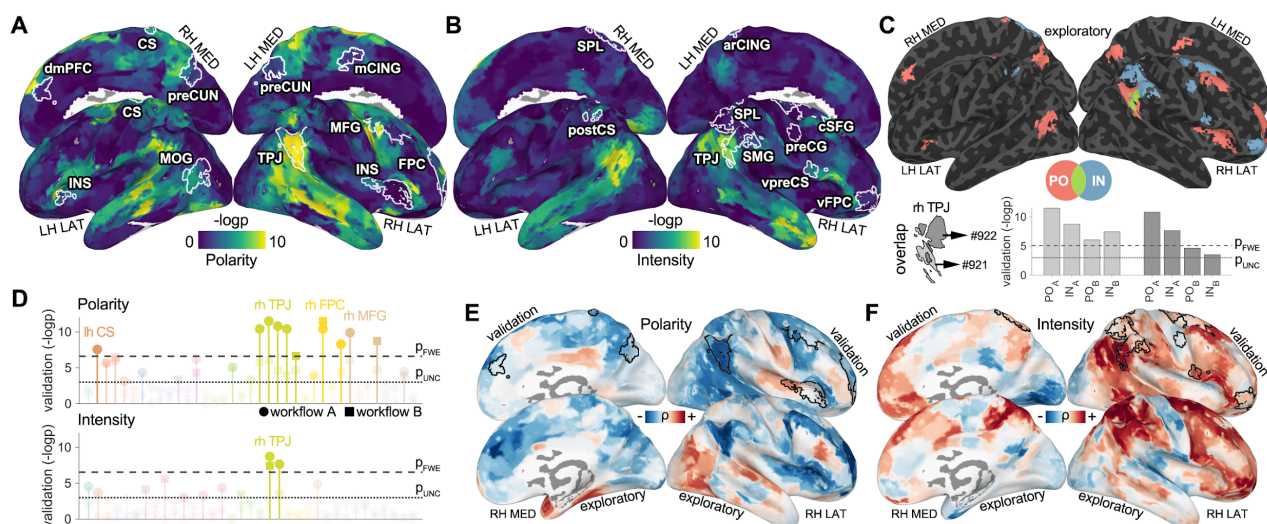 A
CS
RH MED
dmPFC
preCUN
CS
MOG
INS
LH LAT
LH MED
mCING
preCUN
MFG
TPJ
INS
FPC
RH LAT
-logp
0 10
Polarity
B
SPL
RH MED
postCS
LH LAT
LH MED
arCING
SPL
cSFG
preCG
TPJ
SMG
vpreCS
vFPC
RH LAT
-logp
0 10
Intensity
C
RH MED
exploratory
LH MED
LH LAT
RH LAT
PO IN
overlap
rh TPJ
#922
#921
validation (-logp)
10
5
0
pFWE
pUNC
POA INA POB INB POA INA POB INB
D
Polarity
validation (-logp)
10
5
0
lh CS
rh TPJ
rh FPC
rh MFG
pFWE
pUNC
workflow A workflow B
Intensity
validation (-logp)
10
5
0
rh TPJ
pFWE
pUNC
E
Polarity
validation
validation
- ρ +
exploratory
exploratory
RH MED
RH LAT
F
Intensity
validation
validation
- ρ +
exploratory
exploratory
RH MED
RH LAT